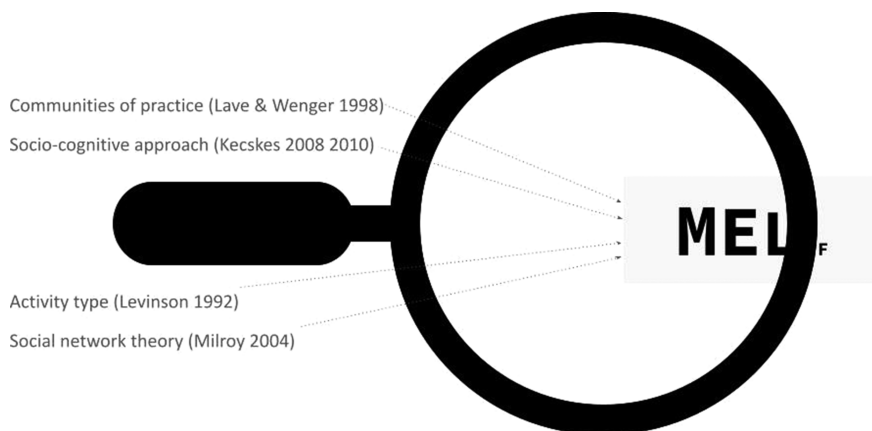 Communities of practice (Lave & Wenger 1998)
Socio-cognitive approach (Kecskes 2008 2010)
MEL F
Activity type (Levinson 1992)
Social network theory (Milroy 2004)